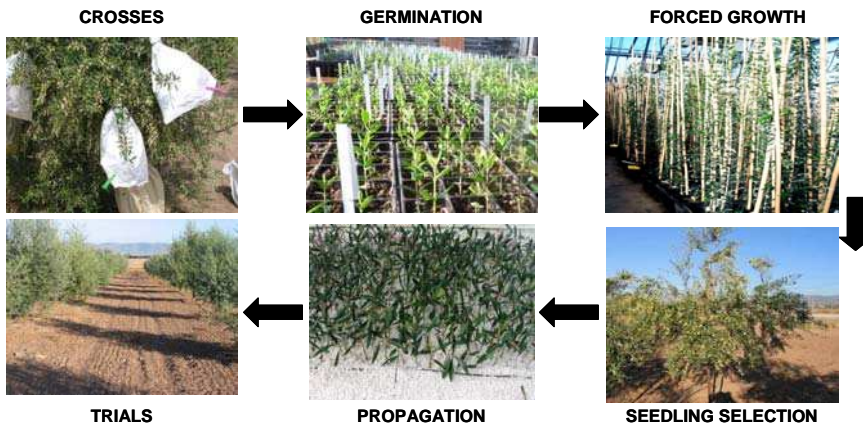 CROSSES
GERMINATION
FORCED GROWTH
TRIALS
PROPAGATION
SEEDLING SELECTION